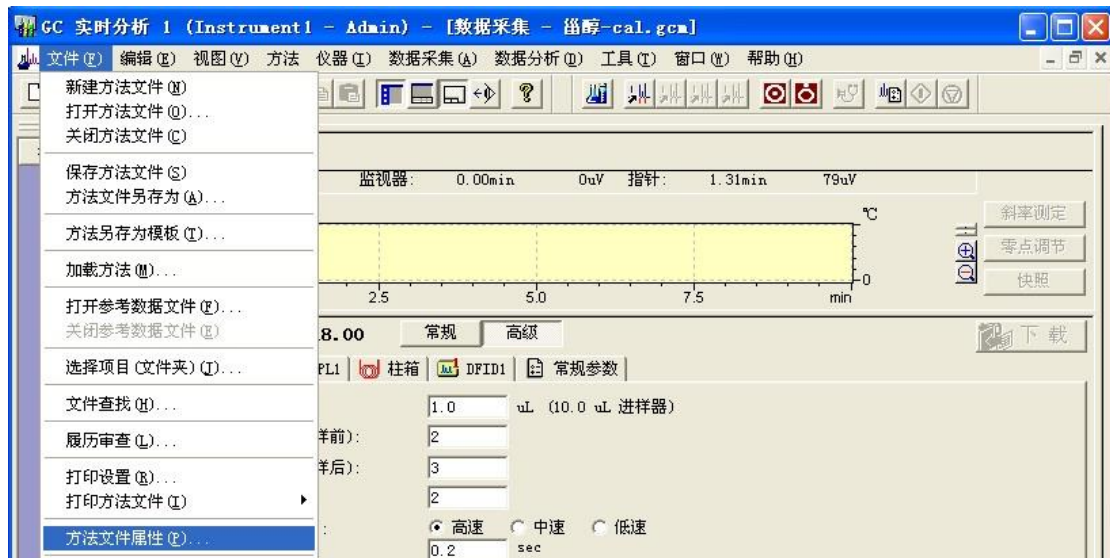 GC 实时分析 1 (Instrument1 - Admin) - [数据采集 - 甾醇-cal.gcm]
文件(F) 编辑(E) 视图(V) 方法 仪器(I) 数据采集(A) 数据分析(D) 工具(T) 窗口(W) 帮助(H)
新建方法文件(N)
打开方法文件(O)...
关闭方法文件(C)
保存方法文件(S)
方法文件另存为(A)...
方法另存为模板(T)...
加载方法(M)...
打开参考数据文件(F)...
关闭参考数据文件(E)
选择项目(文件夹)(J)...
文件查找(H)...
履历审查(L)...
打印设置(R)...
打印方法文件(I)
方法文件属性(P)...
监视器: 0.00min 0uV 指针: 1.31min 79uV
℃
斜率测定
零点调节
快照
0
2.5 5.0 7.5 min
8.00 常规 高级 下载
PL1 柱箱 DFID1 常规参数
1.0 uL (10.0 uL 进样器)
样前): 2
样后): 3
2
: 高速 中速 低速
0.2 sec